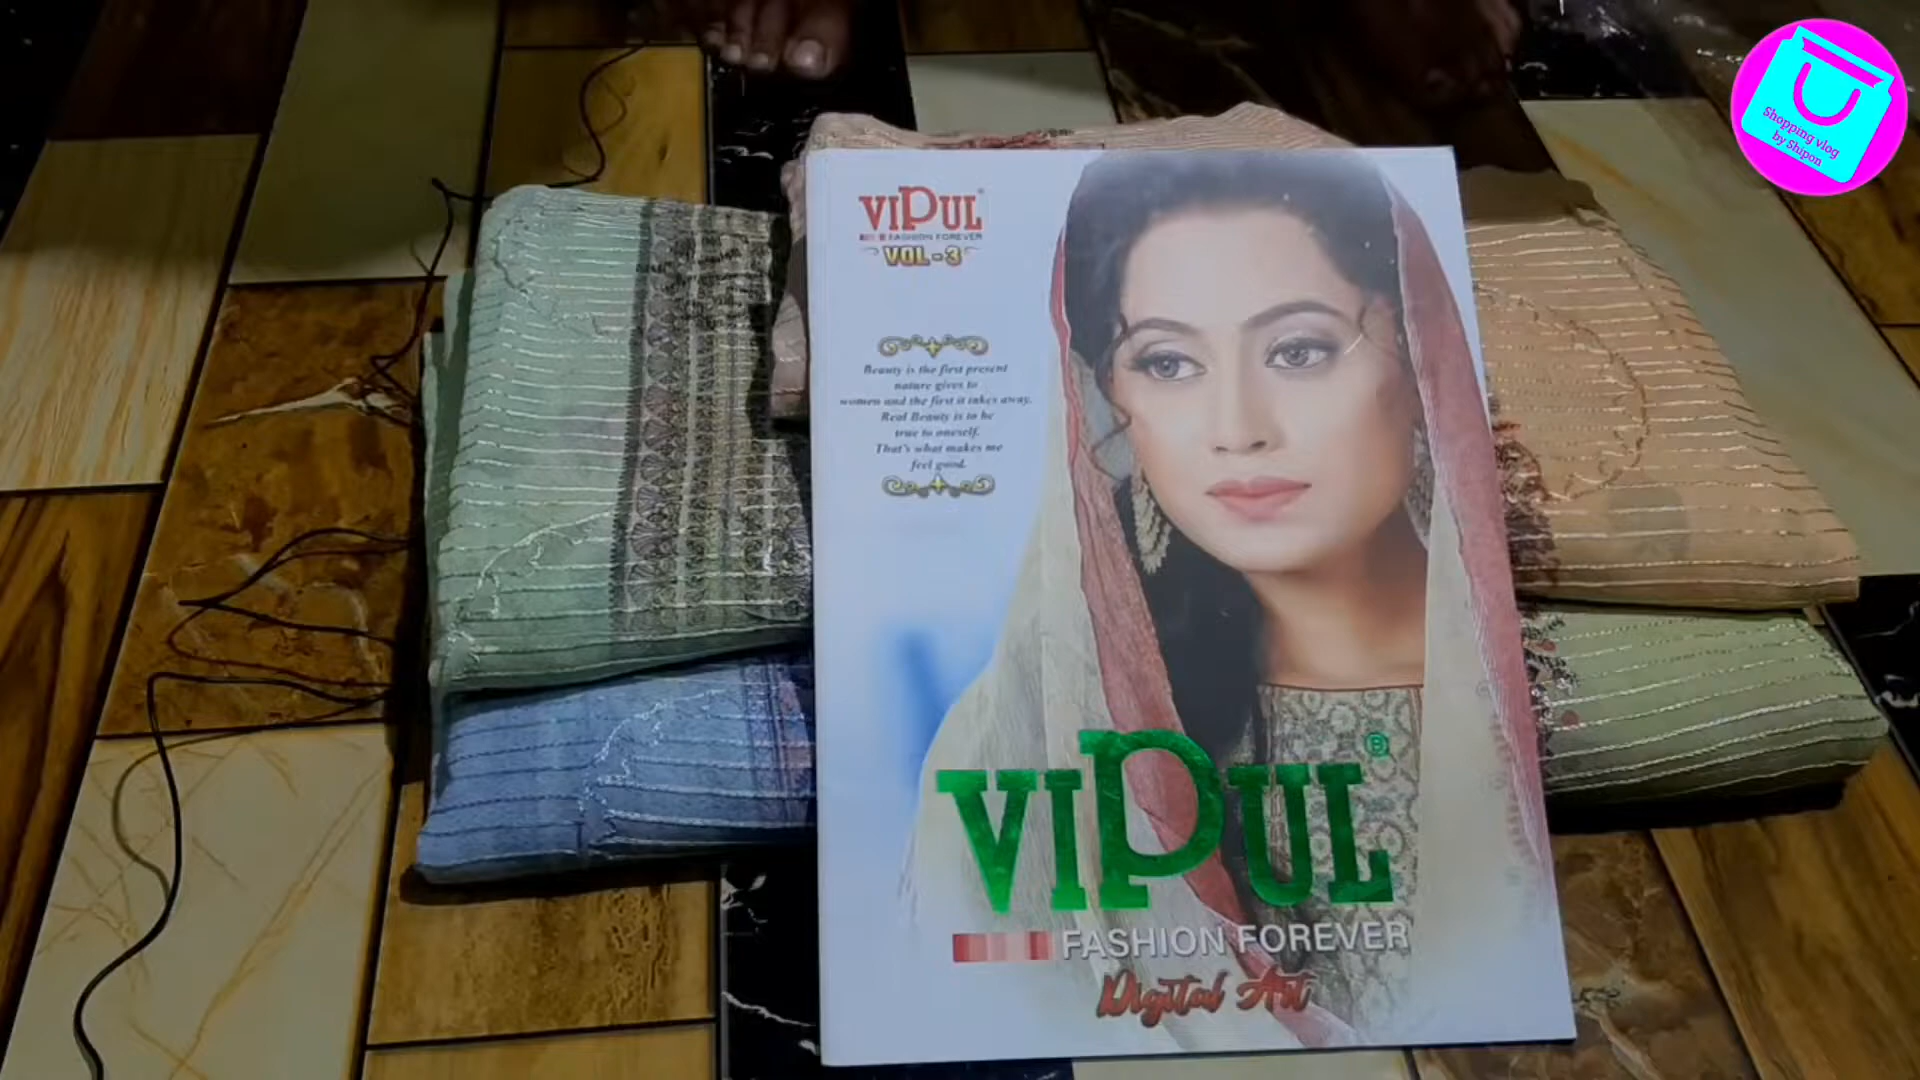 VIPUL
FASHION FOREVER
VOL - 3
Beauty is the first present
nature gives to
women and the first it takes away.
Real Beauty is to be
true to oneself.
That's what makes me
feel good.
VIPUL ®
FASHION FOREVER
Digital Art
Shopping vlog
by Shipon